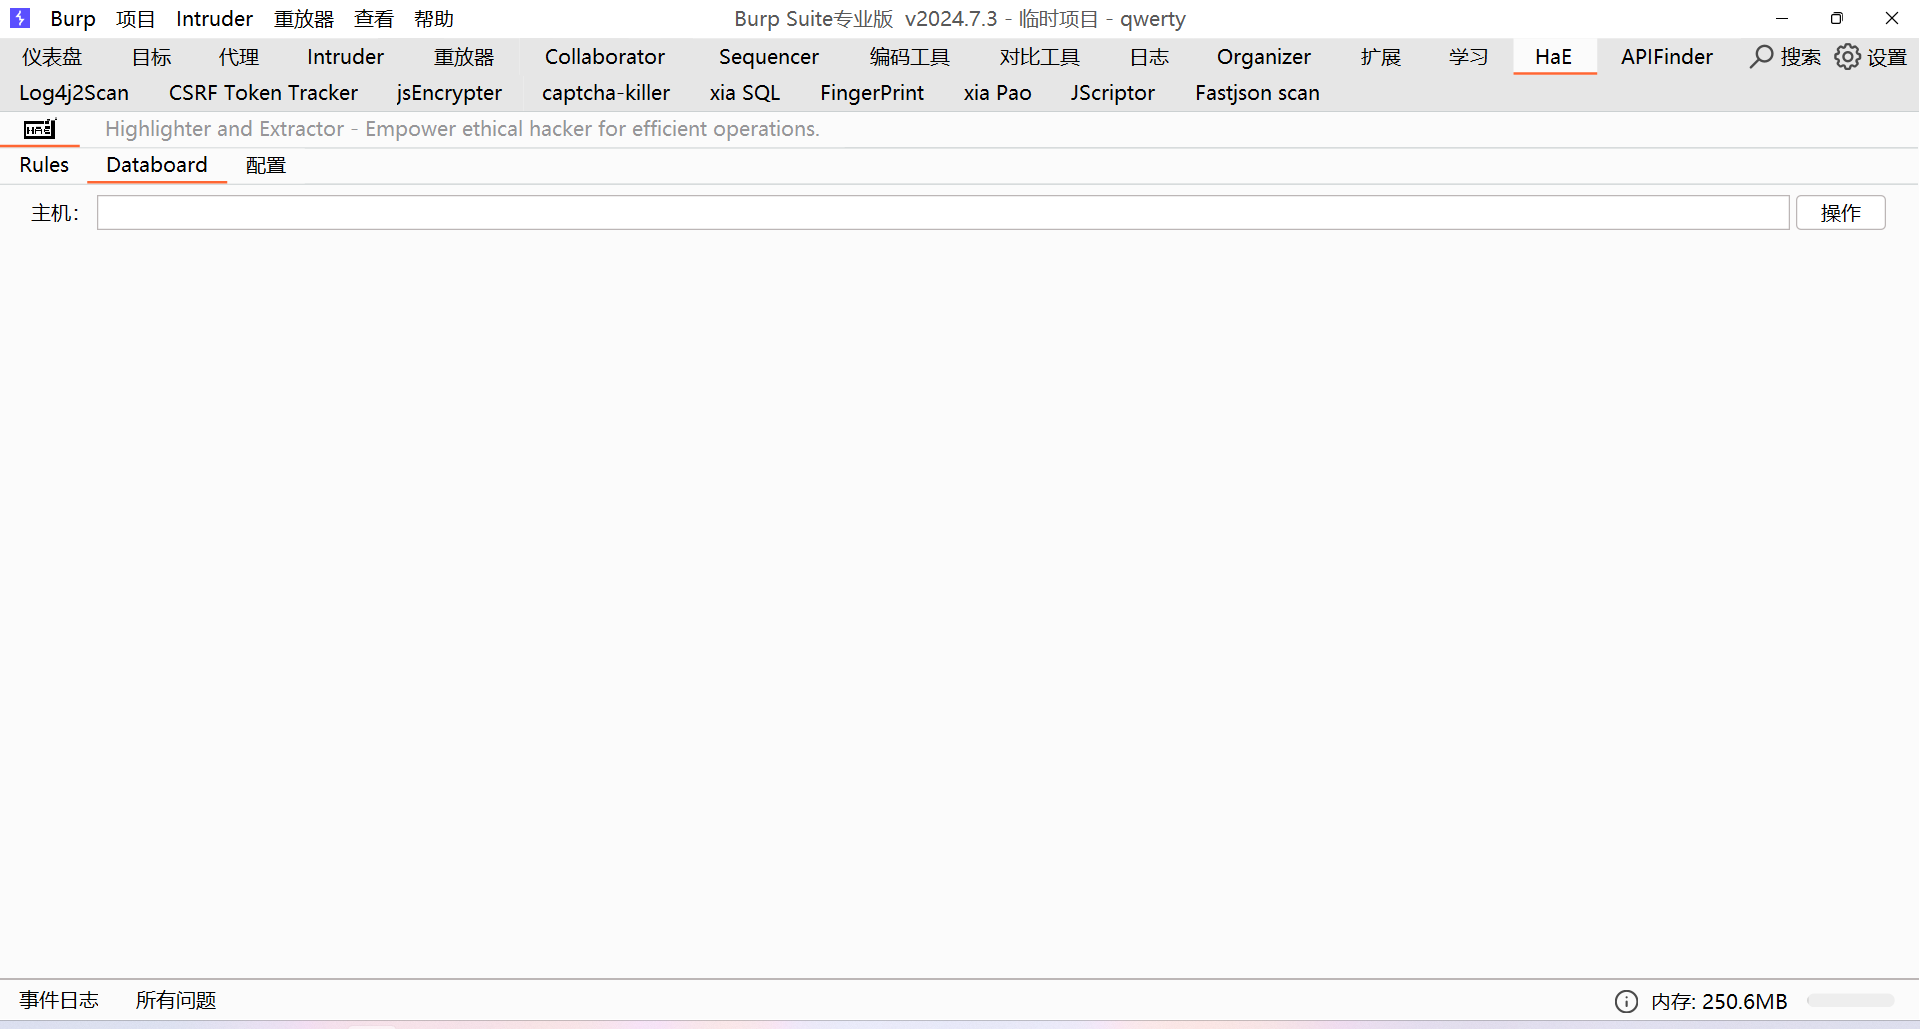 Burp 项目 Intruder 重放器 查看 帮助 Burp Suite专业版 v2024.7.3 - 临时项目 - qwerty
仪表盘 目标 代理 Intruder 重放器 Collaborator Sequencer 编码工具 对比工具 日志 Organizer 扩展 学习 HaE APIFinder 搜索 设置
Log4j2Scan CSRF Token Tracker jsEncrypter captcha-killer xia SQL FingerPrint xia Pao JScriptor Fastjson scan
HAE Highlighter and Extractor - Empower ethical hacker for efficient operations.
Rules Databoard 配置
主机: 操作
事件日志 所有问题 内存: 250.6MB